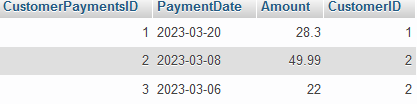 CustomerPaymentsID PaymentDate Amount CustomerID
1 2023-03-20 28.3 1
2 2023-03-08 49.99 2
3 2023-03-06 22 2